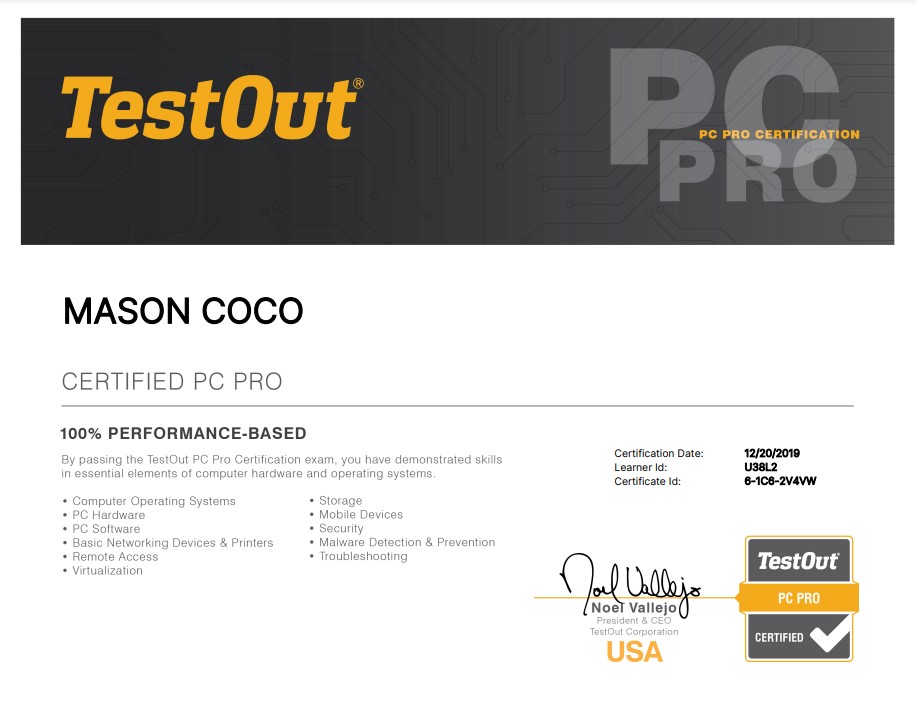 TestOut®
PC
PC PRO CERTIFICATION
PRO
MASON COCO
CERTIFIED PC PRO
100% PERFORMANCE-BASED
By passing the TestOut PC Pro Certification exam, you have demonstrated skills
in essential elements of computer hardware and operating systems.
• Computer Operating Systems
• PC Hardware
• PC Software
• Basic Networking Devices & Printers
• Remote Access
• Virtualization
• Storage
• Mobile Devices
• Security
• Malware Detection & Prevention
• Troubleshooting
Certification Date: 12/20/2019
Learner Id: U38L2
Certificate Id: 6-1C6-2V4VW
Noel Vallejo
Noel Vallejo
President & CEO
TestOut Corporation
USA
TestOut
PC PRO
CERTIFIED